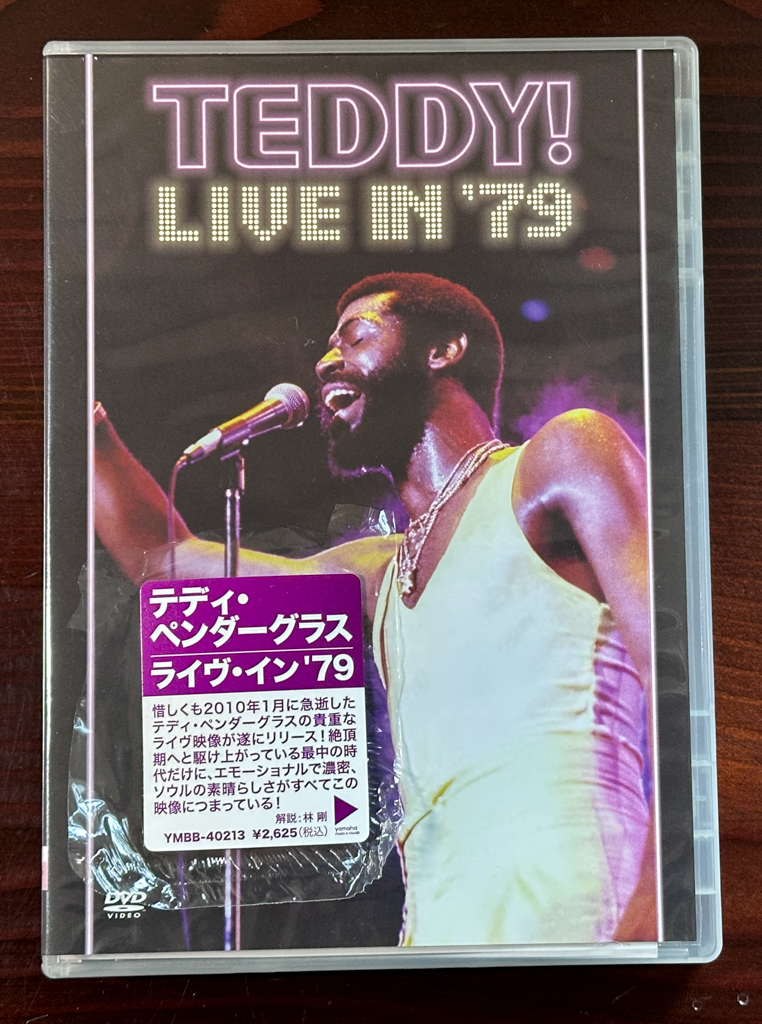 TEDDY!
LIVE IN '79
テディ・
ペンダーグラス
ライヴ・イン '79
惜しくも2010年1月に急逝した
テディ・ペンダーグラスの貴重な
ライヴ映像が遂にリリース！絶頂
期へと駆け上がっている最中の時
代だけに、エモーショナルで濃密、
ソウルの素晴らしさがすべてこの
映像につまっている！
解説：林 剛
YMBB-40213 ¥2,625（税込）
yamaha
DVD
VIDEO